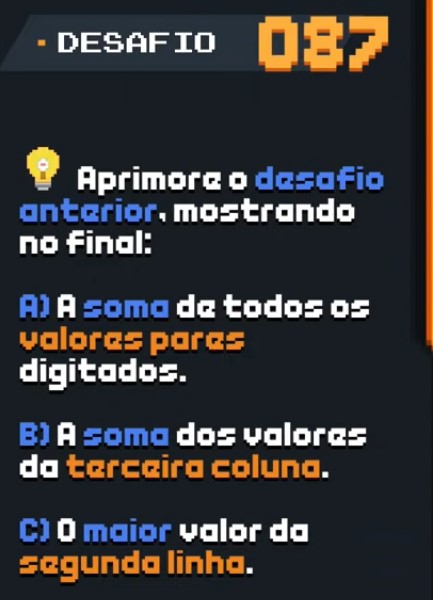 DESAFIO 087
Aprimore o desafio
anterior, mostrando
no final:
A) A soma de todos os
valores pares
digitados.
B) A soma dos valores
da terceira coluna.
C) O maior valor da
segunda linha.